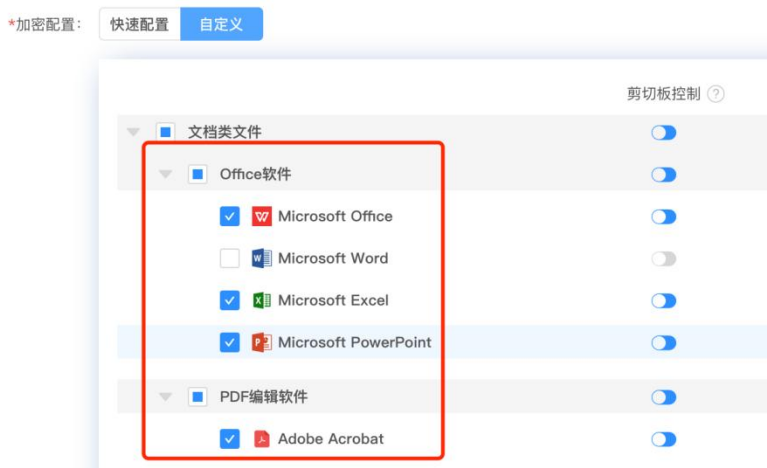 *加密配置： 快速配置 自定义
剪切板控制 ?
文档类文件
Office软件
Microsoft Office
Microsoft Word
Microsoft Excel
Microsoft PowerPoint
PDF编辑软件
Adobe Acrobat